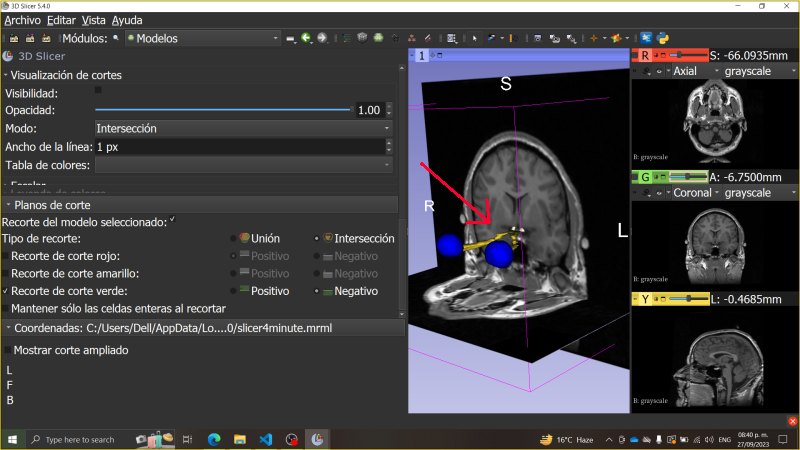 3D Slicer 5.4.0
Archivo Editar Vista Ayuda
Módulos: Modelos
3D Slicer
Visualización de cortes
Visibilidad:
Opacidad: 1.00
Modo: Intersección
Ancho de la línea: 1 px
Tabla de colores:
Planos de corte
Recorte del modelo seleccionado:
Tipo de recorte: Unión Intersección
Recorte de corte rojo: Positivo Negativo
Recorte de corte amarillo: Positivo Negativo
Recorte de corte verde: Positivo Negativo
Mantener sólo las celdas enteras al recortar
Coordenadas: C:/Users/Dell/AppData/Lo....0/slicer4minute.mrml
Mostrar corte ampliado
L
F
B
1
S
R
L
R S: -66.0935mm
Axial grayscale
B: grayscale
G A: -6.7500mm
Coronal grayscale
B: grayscale
Y L: -0.4685mm
B: grayscale
Type here to search
16°C Haze
ENG
08:40 p. m.
27/09/2023